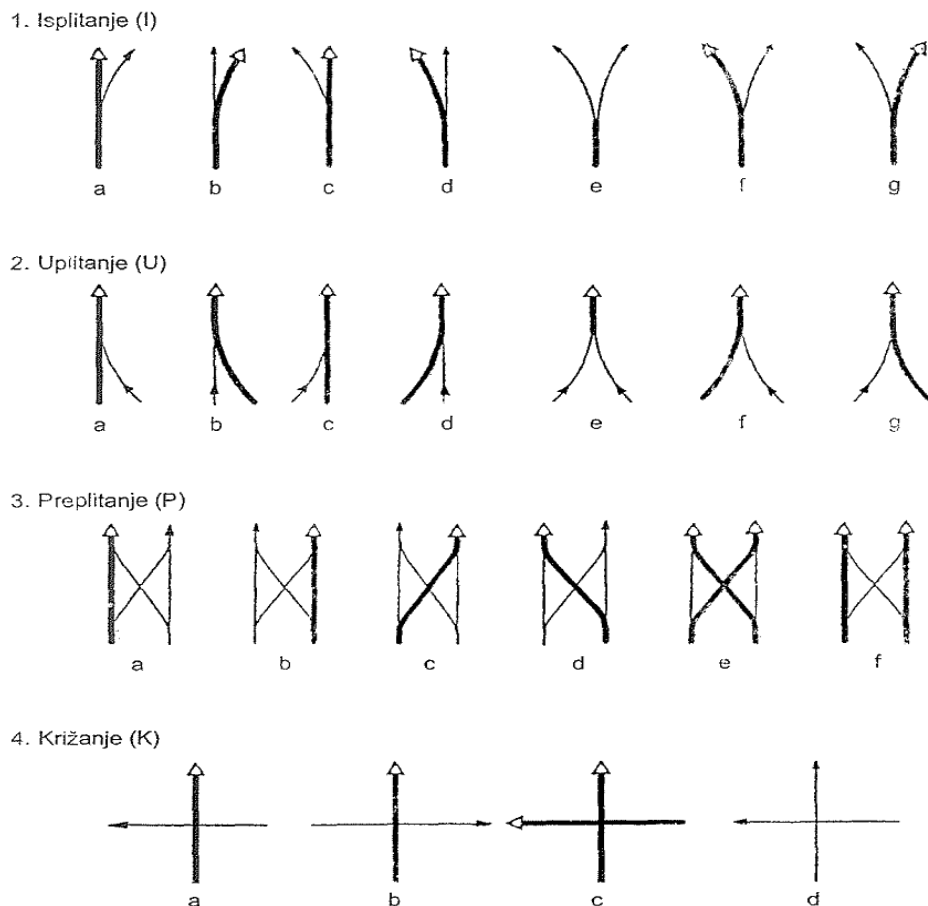 1. Isplitanje (I)
a b c d e f g
2. Uplitanje (U)
a b c d e f g
3. Preplitanje (P)
a b c d e f
4. Križanje (K)
a b c d